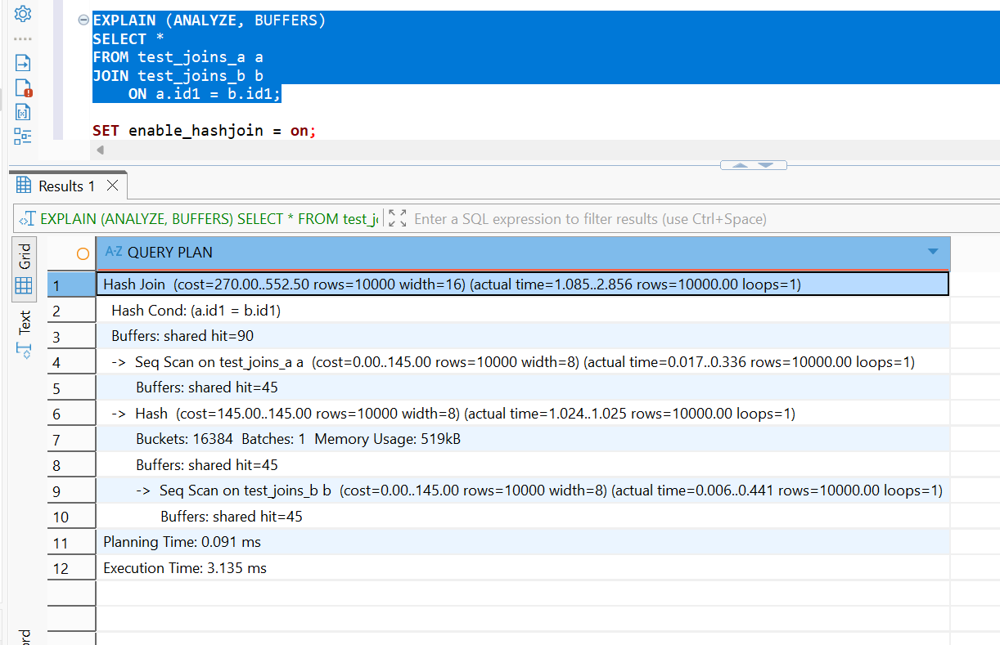 EXPLAIN (ANALYZE, BUFFERS)
SELECT *
FROM test_joins_a a
JOIN test_joins_b b
ON a.id1 = b.id1;
SET enable_hashjoin = on;
Results 1
EXPLAIN (ANALYZE, BUFFERS) SELECT * FROM test_jo
Enter a SQL expression to filter results (use Ctrl+Space)
Grid
Text
A-Z QUERY PLAN
1 Hash Join (cost=270.00..552.50 rows=10000 width=16) (actual time=1.085..2.856 rows=10000.00 loops=1)
2 Hash Cond: (a.id1 = b.id1)
3 Buffers: shared hit=90
4 -> Seq Scan on test_joins_a a (cost=0.00..145.00 rows=10000 width=8) (actual time=0.017..0.336 rows=10000.00 loops=1)
5 Buffers: shared hit=45
6 -> Hash (cost=145.00..145.00 rows=10000 width=8) (actual time=1.024..1.025 rows=10000.00 loops=1)
7 Buckets: 16384 Batches: 1 Memory Usage: 519kB
8 Buffers: shared hit=45
9 -> Seq Scan on test_joins_b b (cost=0.00..145.00 rows=10000 width=8) (actual time=0.006..0.441 rows=10000.00 loops=1)
10 Buffers: shared hit=45
11 Planning Time: 0.091 ms
12 Execution Time: 3.135 ms